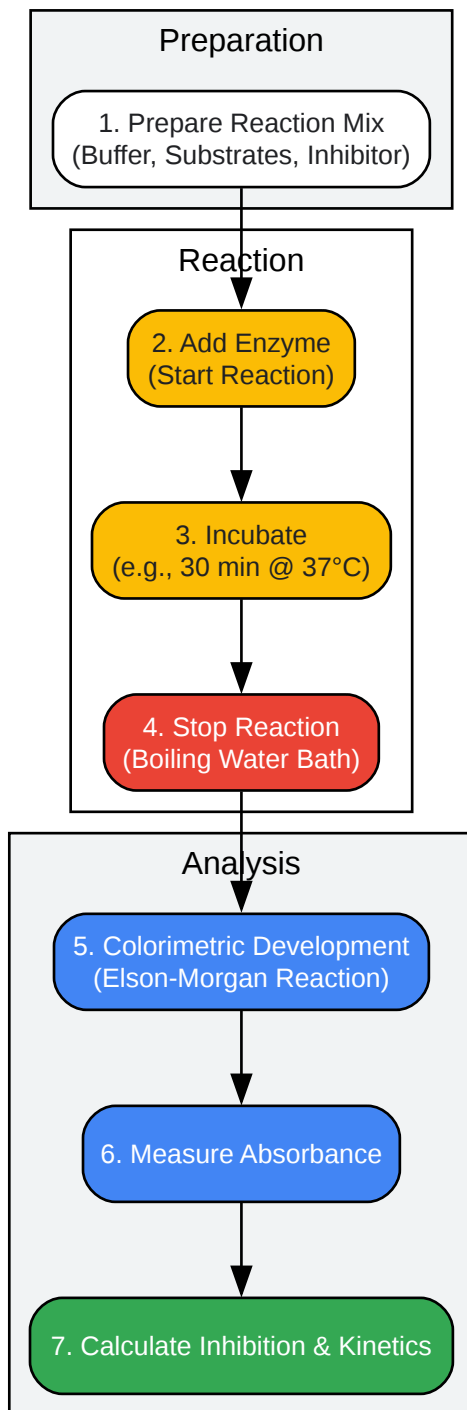 Preparation
1. Prepare Reaction Mix
(Buffer, Substrates, Inhibitor)
Reaction
2. Add Enzyme
(Start Reaction)
3. Incubate
(e.g., 30 min @ 37°C)
4. Stop Reaction
(Boiling Water Bath)
Analysis
5. Colorimetric Development
(Elson-Morgan Reaction)
6. Measure Absorbance
7. Calculate Inhibition & Kinetics